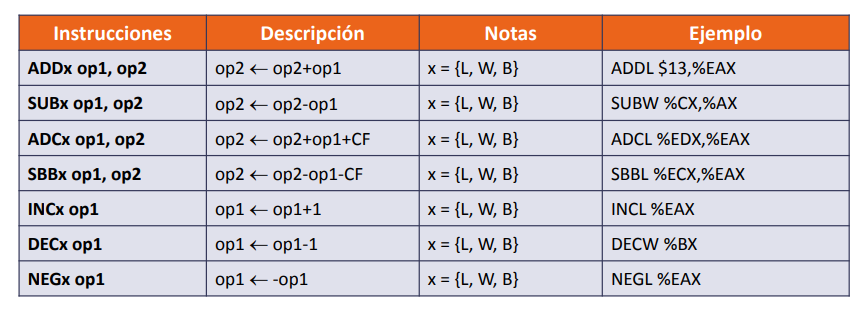 Instrucciones Descripción Notas Ejemplo
ADDx op1, op2 op2 ← op2+op1 x = {L, W, B} ADDL $13,%EAX
SUBx op1, op2 op2 ← op2-op1 x = {L, W, B} SUBW %CX,%AX
ADCx op1, op2 op2 ← op2+op1+CF x = {L, W, B} ADCL %EDX,%EAX
SBBx op1, op2 op2 ← op2-op1-CF x = {L, W, B} SBBL %ECX,%EAX
INCx op1 op1 ← op1+1 x = {L, W, B} INCL %EAX
DECx op1 op1 ← op1-1 x = {L, W, B} DECW %BX
NEGx op1 op1 ← -op1 x = {L, W, B} NEGL %EAX